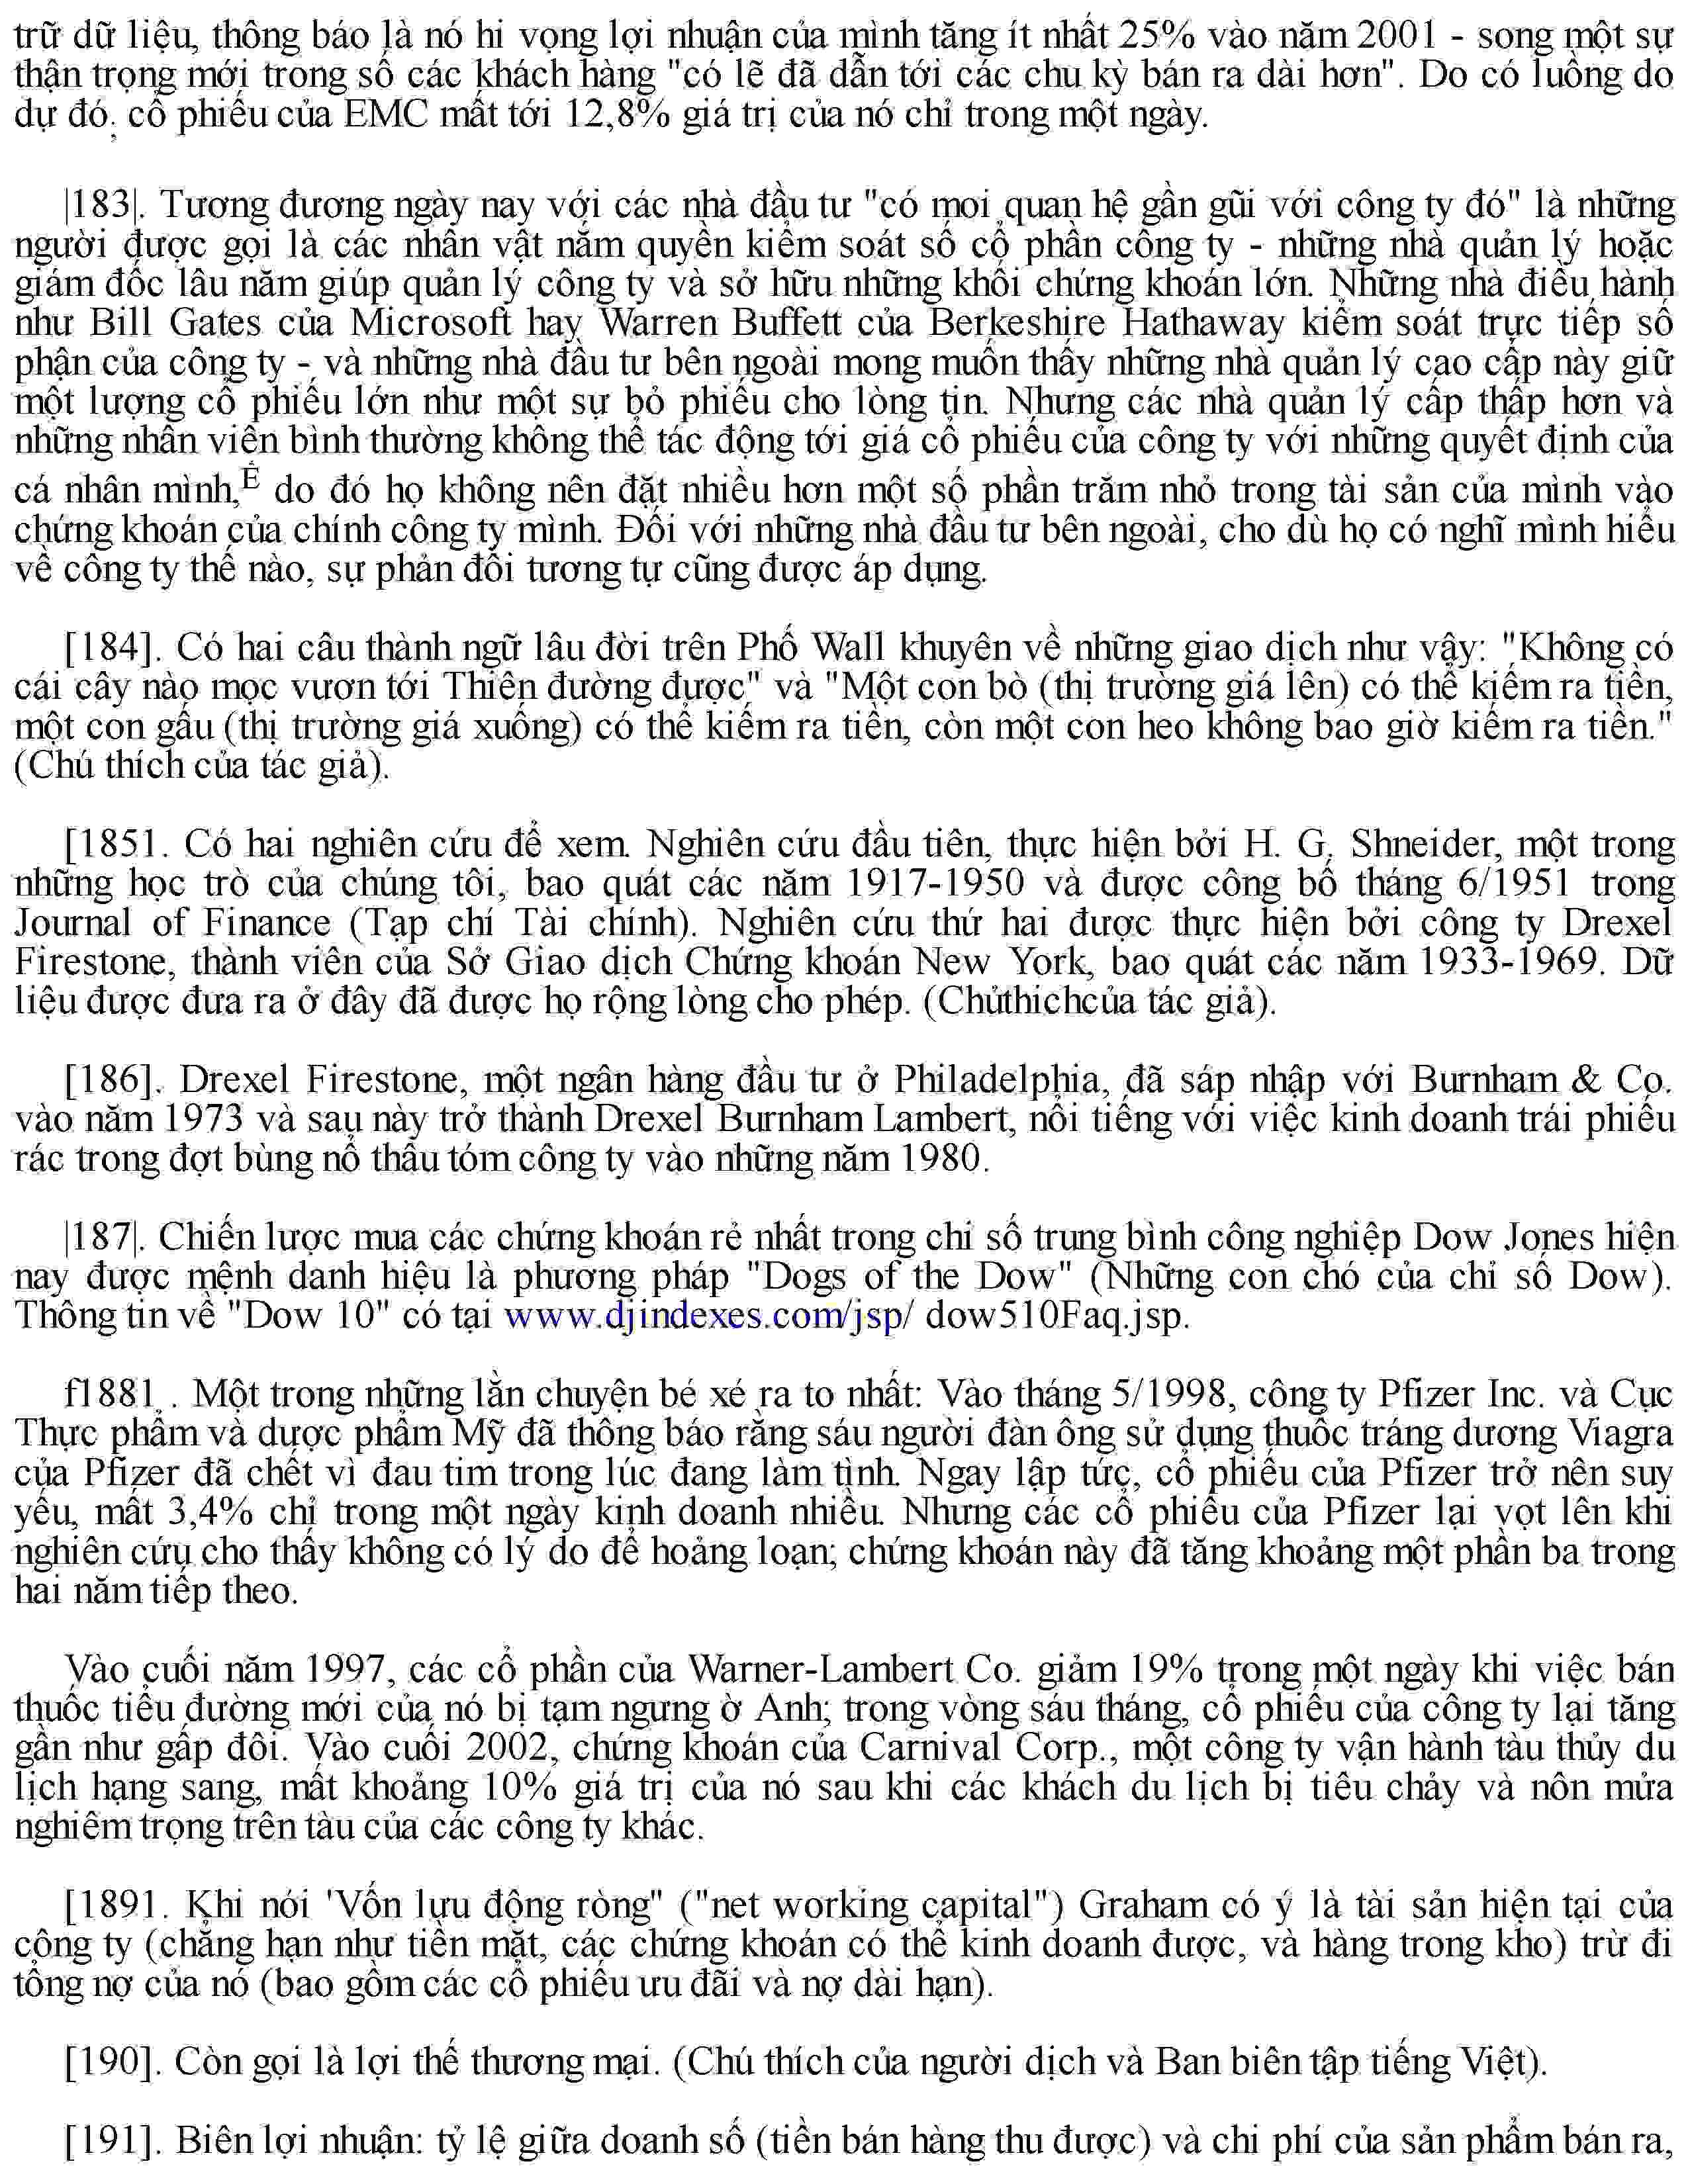 trữ dữ liệu, thông báo là nó hi vọng lợi nhuận của mình tăng ít nhất 25% vào năm 2001 - song một sự
thận trọng mới trong số các khách hàng "có lẽ đã dẫn tới các chu kỳ bán ra dài hơn". Do có luồng do
dự đó; cổ phiếu của EMC mất tới 12,8% giá trị của nó chỉ trong một ngày.
|183|. Tương đương ngày nay với các nhà đầu tư "có moi quan hệ gần gũi với công ty đó" là những
người được gọi là các nhân vật nắm quyền kiểm soát số cổ phần công ty - những nhà quản lý hoặc
giám đốc lâu năm giúp quản lý công ty và sở hữu những khối chứng khoán lớn. Những nhà điều hành
như Bill Gates của Microsoft hay Warren Buffett của Berkeshire Hathaway kiểm soát trực tiếp số
phận của công ty - và những nhà đầu tư bên ngoài mong muốn thấy những nhà quản lý cao cấp này giữ
một lượng cổ phiếu lớn như một sự bỏ phiếu cho lòng tin. Nhưng các nhà quản lý cấp thấp hơn và
những nhân viên bình thường không thể tác động tới giá cổ phiếu của công ty với những quyết định của
cá nhân mình,É do đó họ không nên đặt nhiều hơn một số phần trăm nhỏ trong tài sản của mình vào
chứng khoán của chính công ty mình. Đối với những nhà đầu tư bên ngoài, cho dù họ có nghĩ mình hiểu
về công ty thế nào, sự phản đối tương tự cũng được áp dụng.
[184]. Có hai câu thành ngữ lâu đời trên Phố Wall khuyên về những giao dịch như vậy: "Không có
cái cây nào mọc vươn tới Thiên đường được" và "Một con bò (thị trường giá lên) có thể kiếm ra tiền,
một con gấu (thị trường giá xuống) có thể kiếm ra tiền, còn một con heo không bao giờ kiếm ra tiền."
(Chú thích của tác giả).
[1851. Có hai nghiên cứu để xem. Nghiên cứu đầu tiên, thực hiện bởi H. G. Shneider, một trong
những học trò của chúng tôi, bao quát các năm 1917-1950 và được công bố tháng 6/1951 trong
Journal of Finance (Tạp chí Tài chính). Nghiên cứu thứ hai được thực hiện bởi công ty Drexel
Firestone, thành viên của Sở Giao dịch Chứng khoán New York, bao quát các năm 1933-1969. Dữ
liệu được đưa ra ở đây đã được họ rộng lòng cho phép. (Chủthichcủa tác giả).
[186]. Drexel Firestone, một ngân hàng đầu tư ở Philadelphia, đã sáp nhập với Burnham & Co.
vào năm 1973 và sau này trở thành Drexel Burnham Lambert, nổi tiếng với việc kinh doanh trái phiếu
rác trong đợt bùng nổ thâu tóm công ty vào những năm 1980.
|187|. Chiến lược mua các chứng khoán rẻ nhất trong chỉ số trung bình công nghiệp Dow Jones hiện
nay được mệnh danh hiệu là phương pháp "Dogs of the Dow" (Những con chó của chỉ số Dow).
Thông tin về "Dow 10" có tại www.djindexes.com/jsp/ dow510Faq.jsp.
f1881. . Một trong những lần chuyện bé xé ra to nhất: Vào tháng 5/1998, công ty Pfizer Inc. và Cục
Thực phẩm và dược phẩm Mỹ đã thông báo rằng sáu người đàn ông sử dụng thuốc tráng dương Viagra
của Pfizer đã chết vì đau tim trong lúc đang làm tình. Ngay lập tức, cổ phiếu của Pfizer trở nên suy
yếu, mất 3,4% chỉ trong một ngày kinh doanh nhiều. Nhưng các cổ phiếu của Pfizer lại vọt lên khi
nghiên cứu cho thấy không có lý do để hoảng loạn; chứng khoán này đã tăng khoảng một phần ba trong
hai năm tiếp theo.
Vào cuối năm 1997, các cổ phần của Warner-Lambert Co. giảm 19% trong một ngày khi việc bán
thuốc tiểu đường mới của nó bị tạm ngưng ờ Anh; trong vòng sáu tháng, cổ phiếu của công ty lại tăng
gần như gấp đôi. Vào cuối 2002, chứng khoán của Carnival Corp., một công ty vận hành tàu thủy du
lịch hạng sang, mất khoảng 10% giá trị của nó sau khi các khách du lịch bị tiêu chảy và nôn mửa
nghiêm trọng trên tàu của các công ty khác.
[1891. Khi nói 'Vốn lưu động ròng" ("net working capital") Graham có ý là tài sản hiện tại của
công ty (chẳng hạn như tiền mặt, các chứng khoán có thể kinh doanh được, và hàng trong kho) trừ đi
tổng nợ của nó (bao gồm các cổ phiếu ưu đãi và nợ dài hạn).
[190]. Còn gọi là lợi thế thương mại. (Chú thích của người dịch và Ban biên tập tiếng Việt).
[191]. Biên lợi nhuận: tỷ lệ giữa doanh số (tiền bán hàng thu được) và chi phí của sản phẩm bán ra,